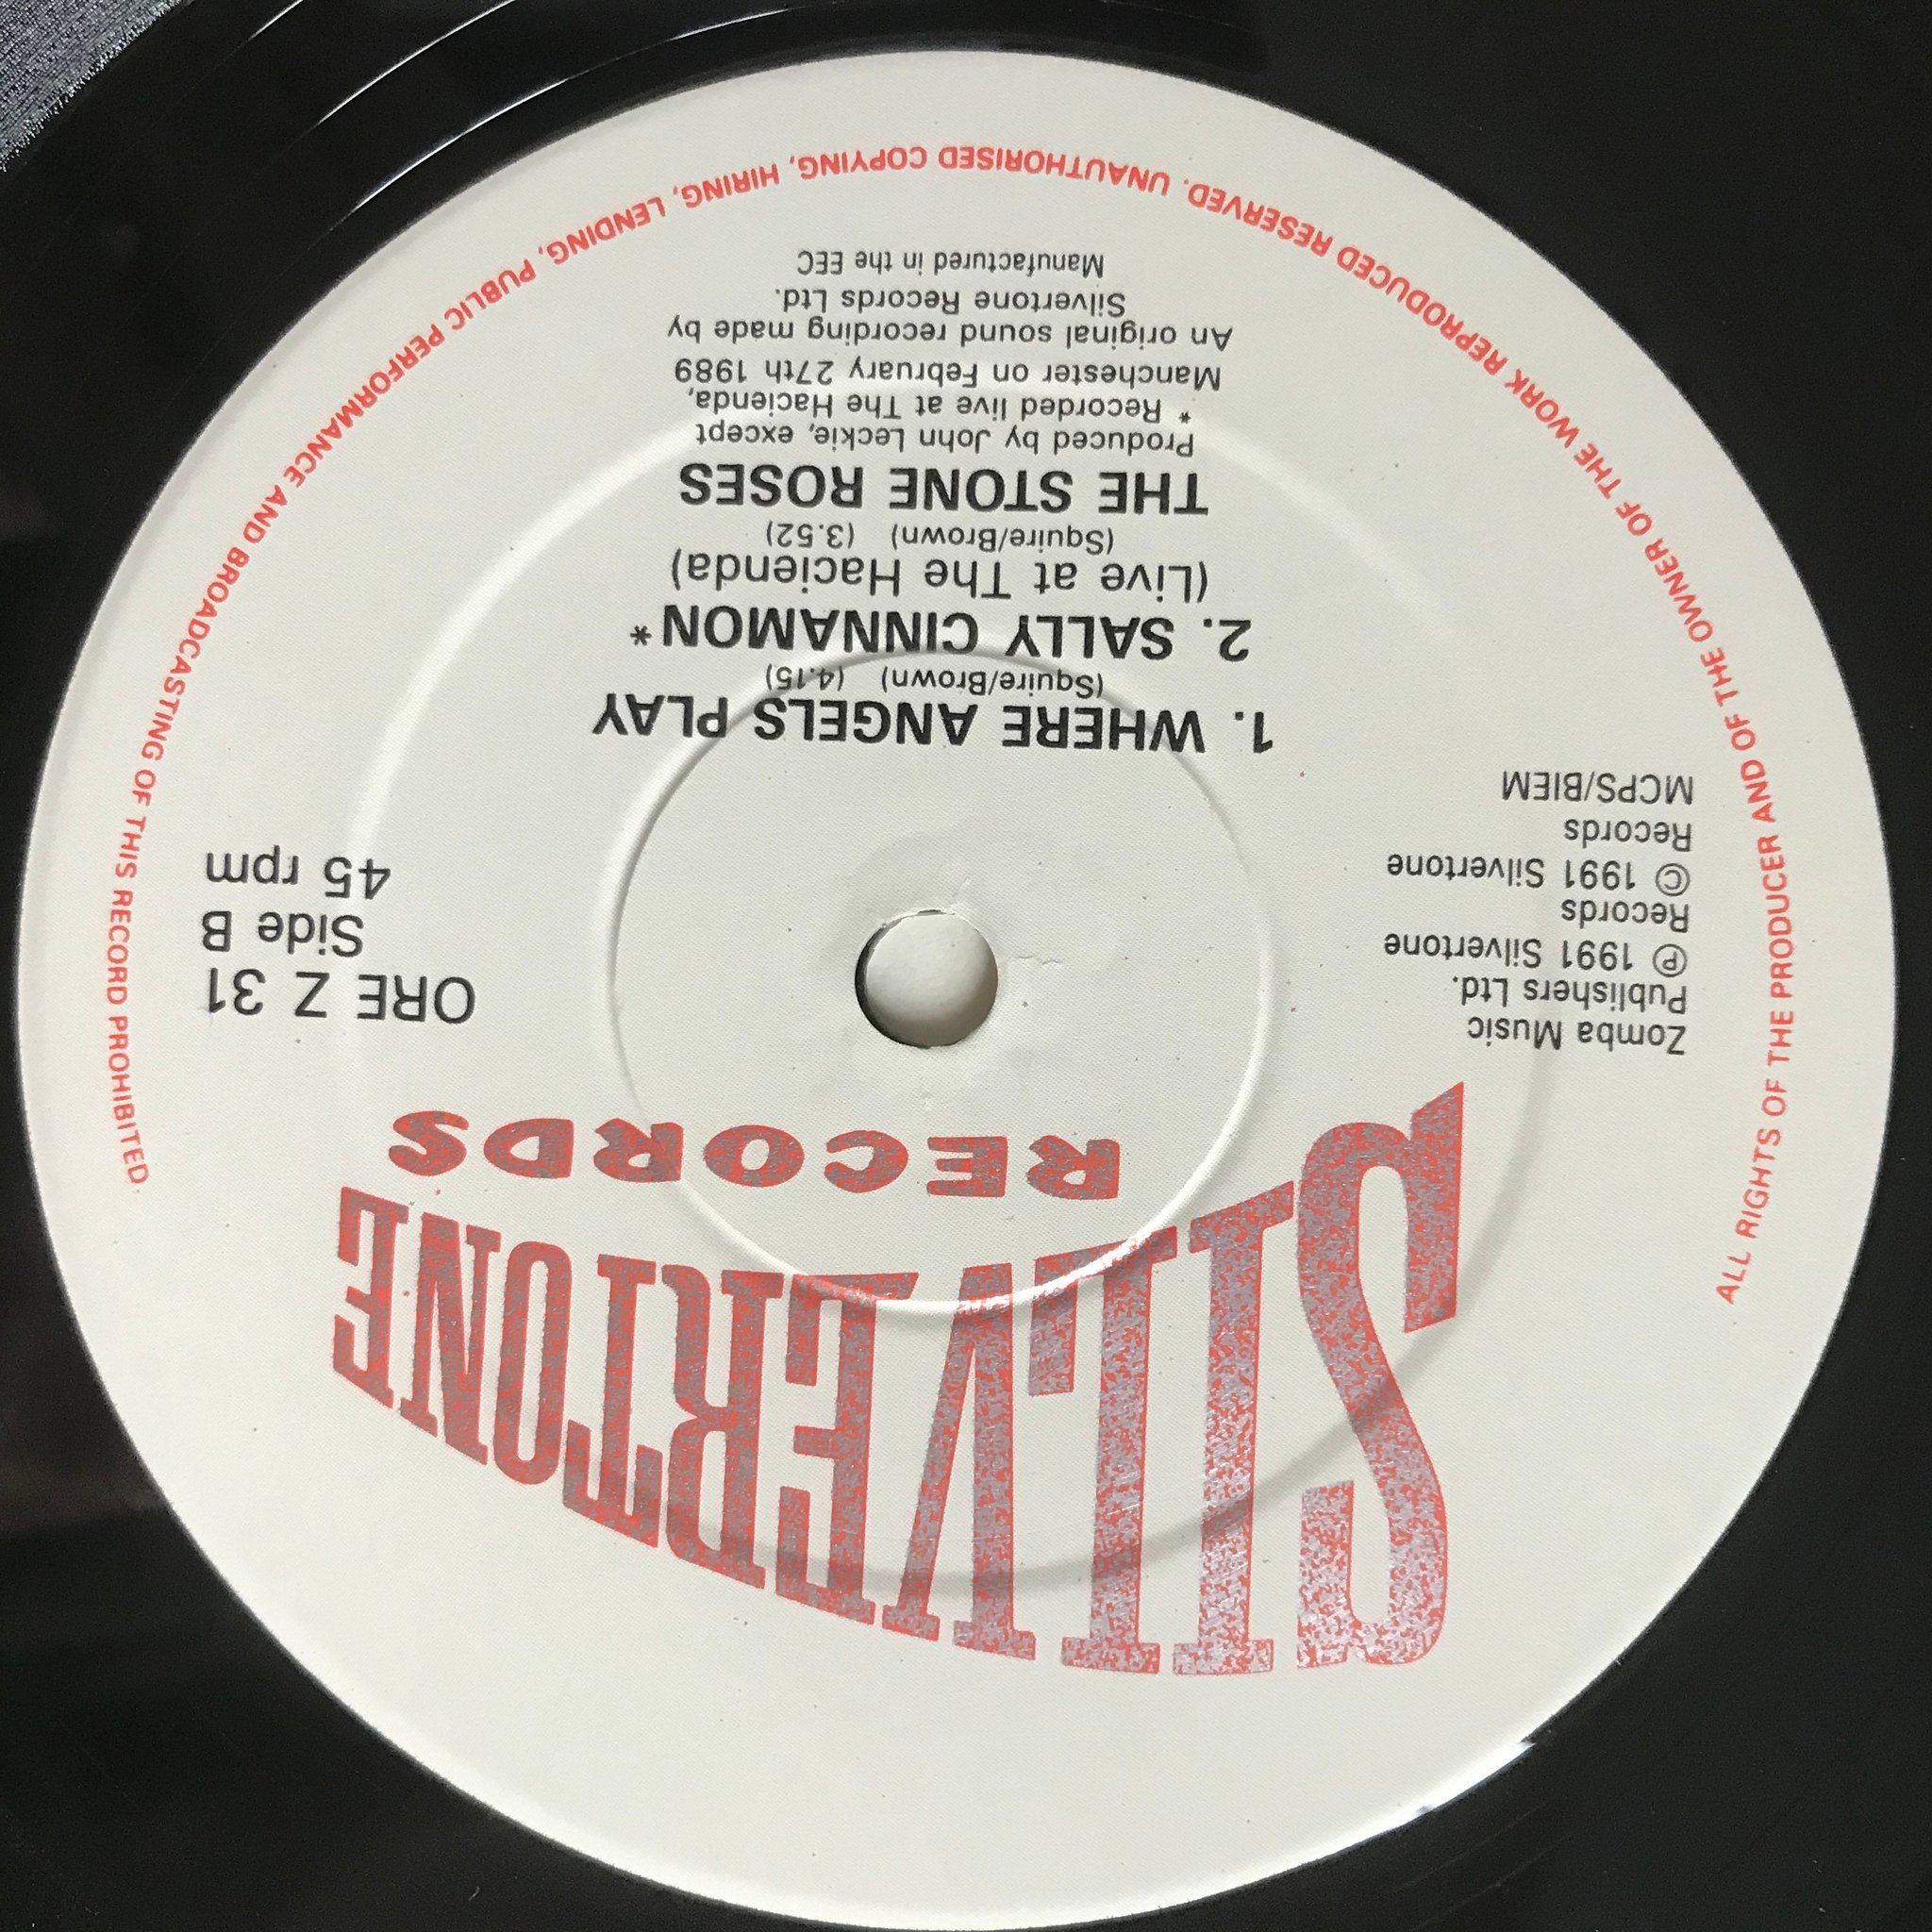 SILVERTONE
RECORDS
Zomba Music
Publishers Ltd.
℗ 1991 Silvertone
Records
© 1991 Silvertone
Records
MCPS/BIEM
ORE Z 31
Side B
45 rpm
1. WHERE ANGELS PLAY
(Squire/Brown) (4.15)
2. SALLY CINNAMON*
(Live at The Hacienda)
(Squire/Brown) (3.52)
THE STONE ROSES
Produced by John Leckie, except
* Recorded live at The Hacienda,
Manchester on February 27th 1989
An original sound recording made by
Silvertone Records Ltd.
Manufactured in the EEC
ALL RIGHTS OF THE PRODUCER AND OF THE OWNER OF THE WORK REPRODUCED RESERVED. UNAUTHORISED COPYING, HIRING, LENDING, PUBLIC PERFORMANCE AND BROADCASTING OF THIS RECORD PROHIBITED.